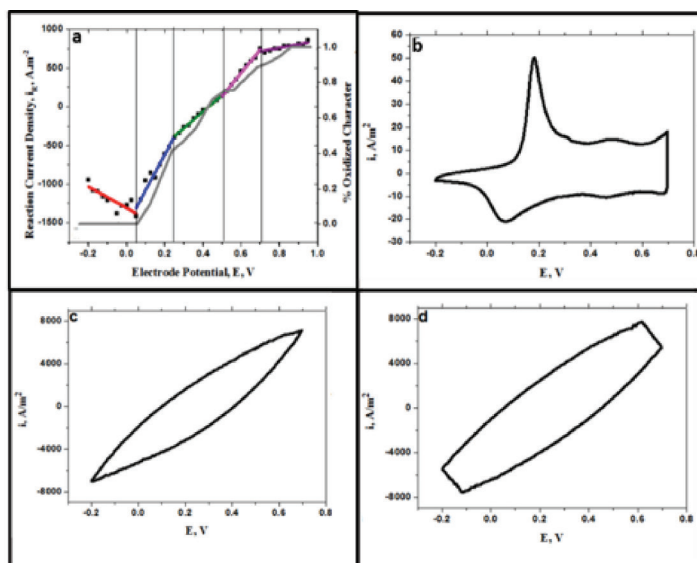 a
Reaction Current Density, iR, A.m-2
1000
500
0
-500
-1000
-1500
1.0
0.8
0.6
0.4
0.2
0.0
% Oxidized Character
-0.2 0.0 0.2 0.4 0.6 0.8 1.0
Electrode Potential, E, V
b
i, A/m2
60
50
40
30
20
10
0
-10
-20
-30
-0.2 0.0 0.2 0.4 0.6 0.8
E, V
c
i, A/m2
8000
4000
0
-4000
-8000
-0.2 0.0 0.2 0.4 0.6 0.8
E, V
d
i, A/m2
8000
4000
0
-4000
-8000
-0.2 0.0 0.2 0.4 0.6 0.8
E, V